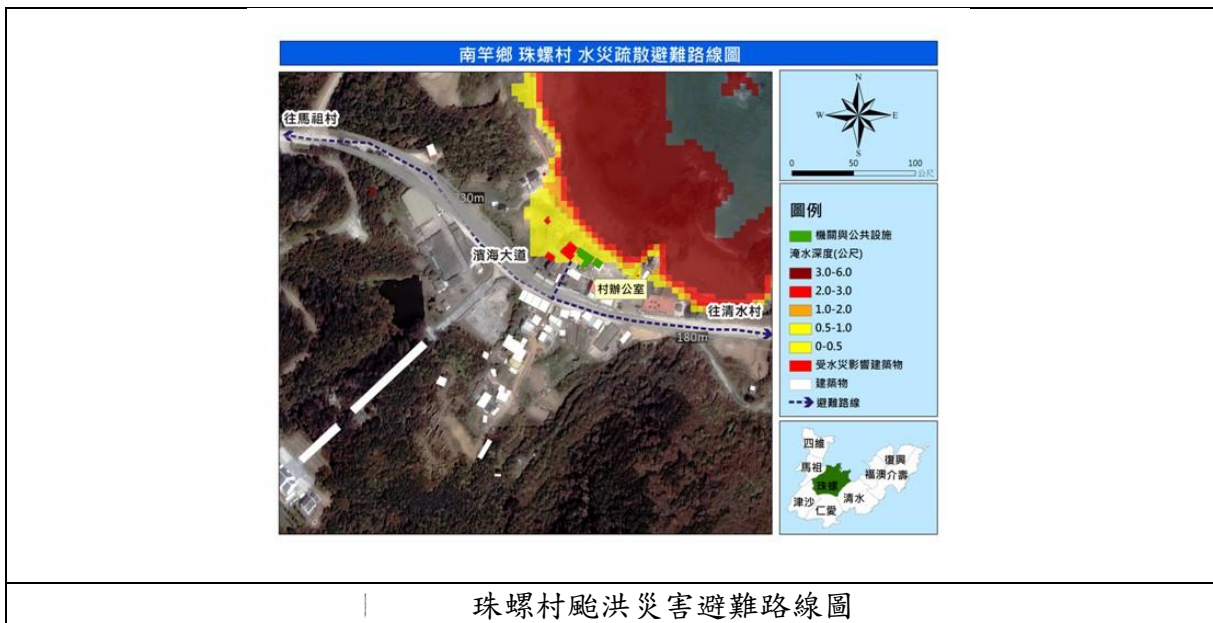 南竿鄉 珠螺村 水災疏散避難路線圖
往馬祖村
330m
濱海大道
村辦公室
往清水村
180m
N
W
E
S
0
50
100
公尺
圖例
機關與公共設施
淹水深度(公尺)
3.0-6.0
2.0-3.0
1.0-2.0
0.5-1.0
0-0.5
受水災影響建築物
建築物
避難路線
四維
馬祖
珠螺
津沙
仁愛
清水
福澳
介壽
復興
珠螺村颱洪災害避難路線圖